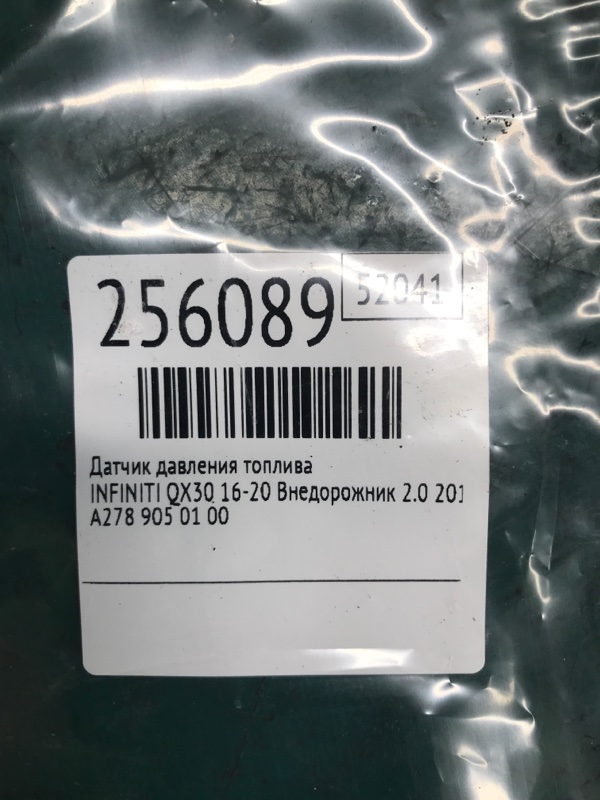 256089
52041
Датчик давления топлива
INFINITI QX30 16-20 Внедорожник 2.0 201
A278 905 01 00